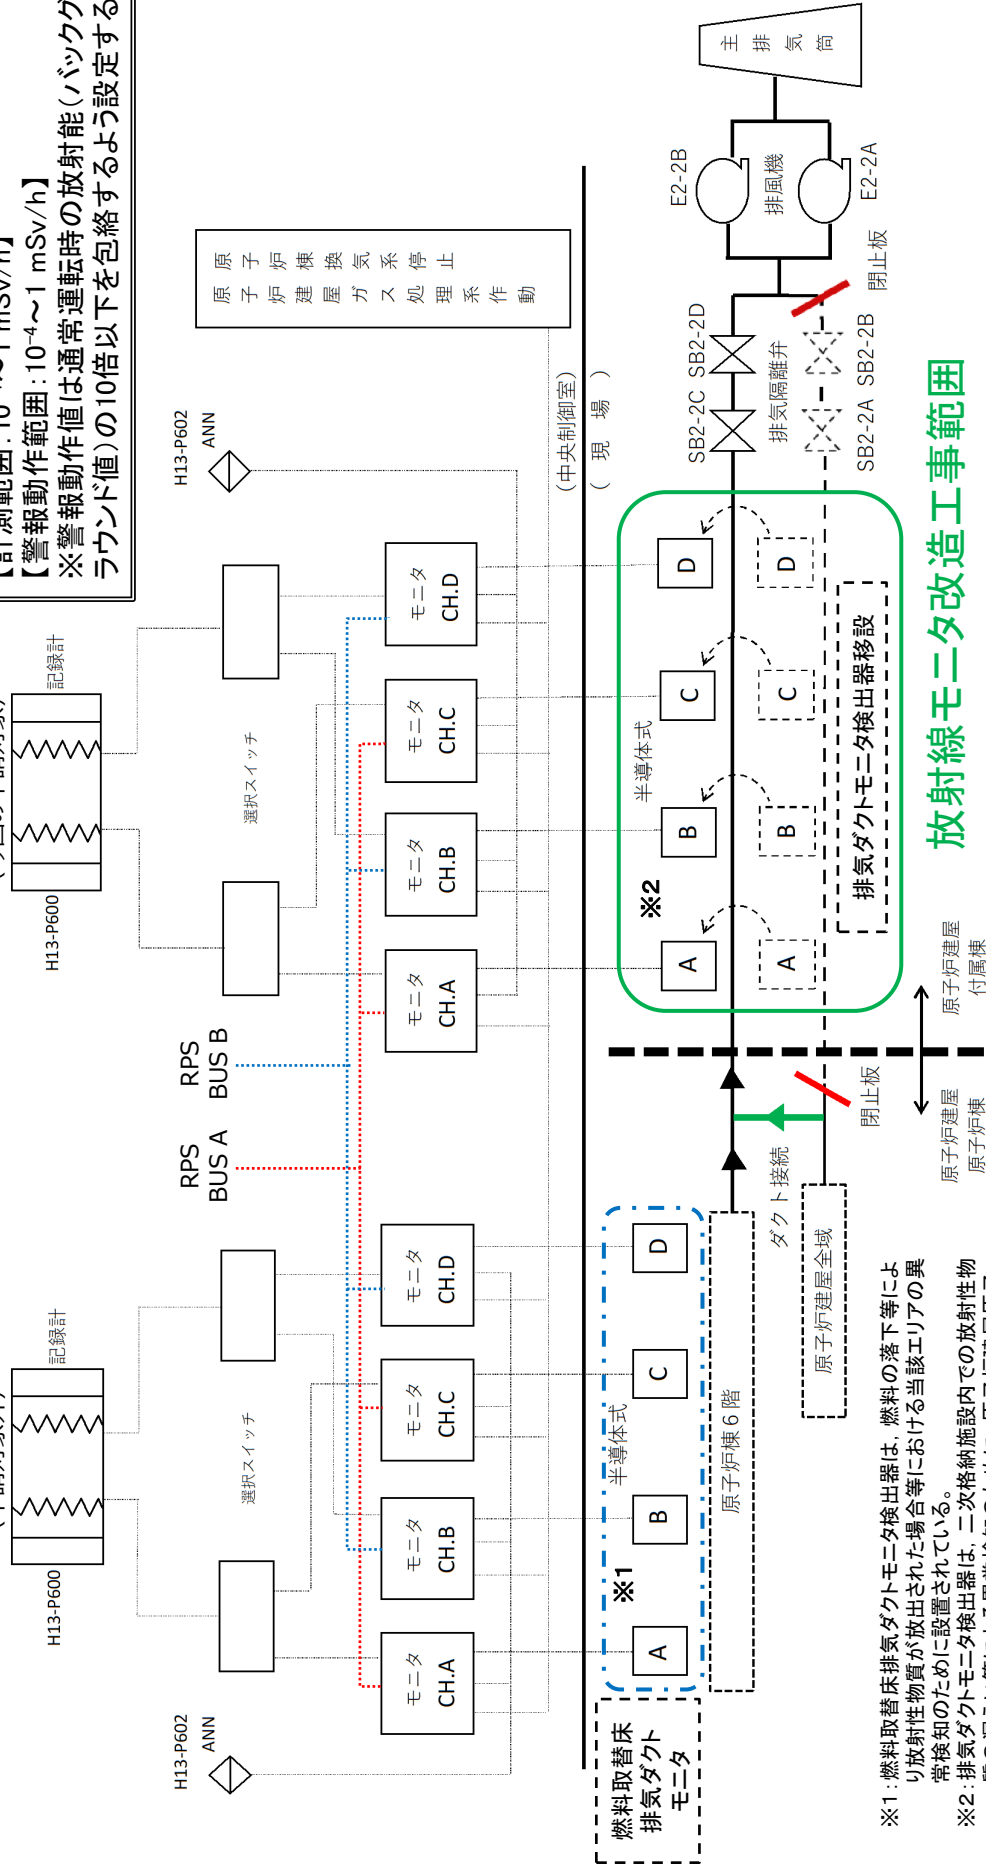 【警報動作範囲:10⁻⁴～1 mSv/h】
※警報動作値は通常運転時の放射能(バックグ
ラウンド値)の10倍以下を包絡するよう設定する
H13-P600
記録計
H13-P600
記録計
選択スイッチ
選択スイッチ
H13-P602
ANN
H13-P602
ANN
RPS
BUS A
RPS
BUS B
原子炉棟換気系停止
原子炉建屋ガス処理系作動
モニタ
CH.A
モニタ
CH.B
モニタ
CH.C
モニタ
CH.D
モニタ
CH.A
モニタ
CH.B
モニタ
CH.C
モニタ
CH.D
(中央制御室)
(現場)
燃料取替床
排気ダクト
モニタ
※1
半導体式
A
B
C
D
原子炉棟6階
原子炉建屋全域
ダクト接続
閉止板
※2
半導体式
A
B
C
D
A
B
C
D
排気ダクトモニタ検出器移設
放射線モニタ改造工事範囲
SB2-2C
SB2-2D
排気隔離弁
SB2-2A
SB2-2B
閉止板
E2-2B
排風機
E2-2A
主排気筒
原子炉建屋
原子炉棟
原子炉建屋
付属棟
※1:燃料取替床排気ダクトモニタ検出器は,燃料の落下等によ
り放射性物質が放出された場合等における当該エリアの異
常検知のために設置されている。
※2:排気ダクトモニタ検出器は,二次格納施設内での放射性物